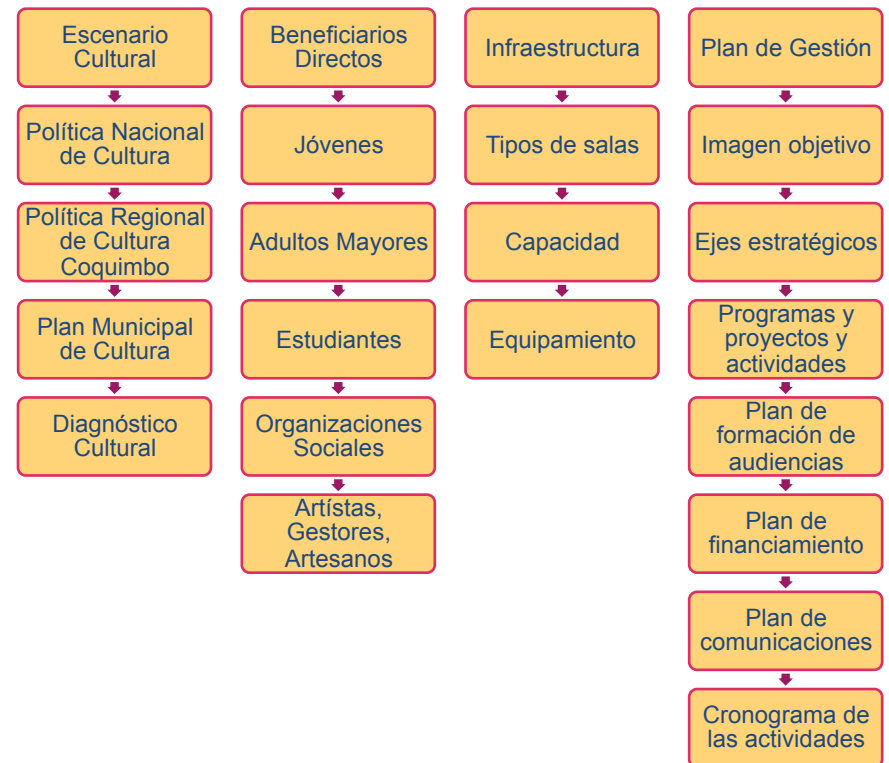 Escenario
Cultural
Política Nacional
de Cultura
Política Regional
de Cultura
Coquimbo
Plan Municipal
de Cultura
Diagnóstico
Cultural
Beneficiarios
Directos
Jóvenes
Adultos Mayores
Estudiantes
Organizaciones
Sociales
Artístas,
Gestores,
Artesanos
Infraestructura
Tipos de salas
Capacidad
Equipamiento
Plan de Gestión
Imagen objetivo
Ejes estratégicos
Programas y
proyectos y
actividades
Plan de
formación de
audiencias
Plan de
financiamiento
Plan de
comunicaciones
Cronograma de
las actividades